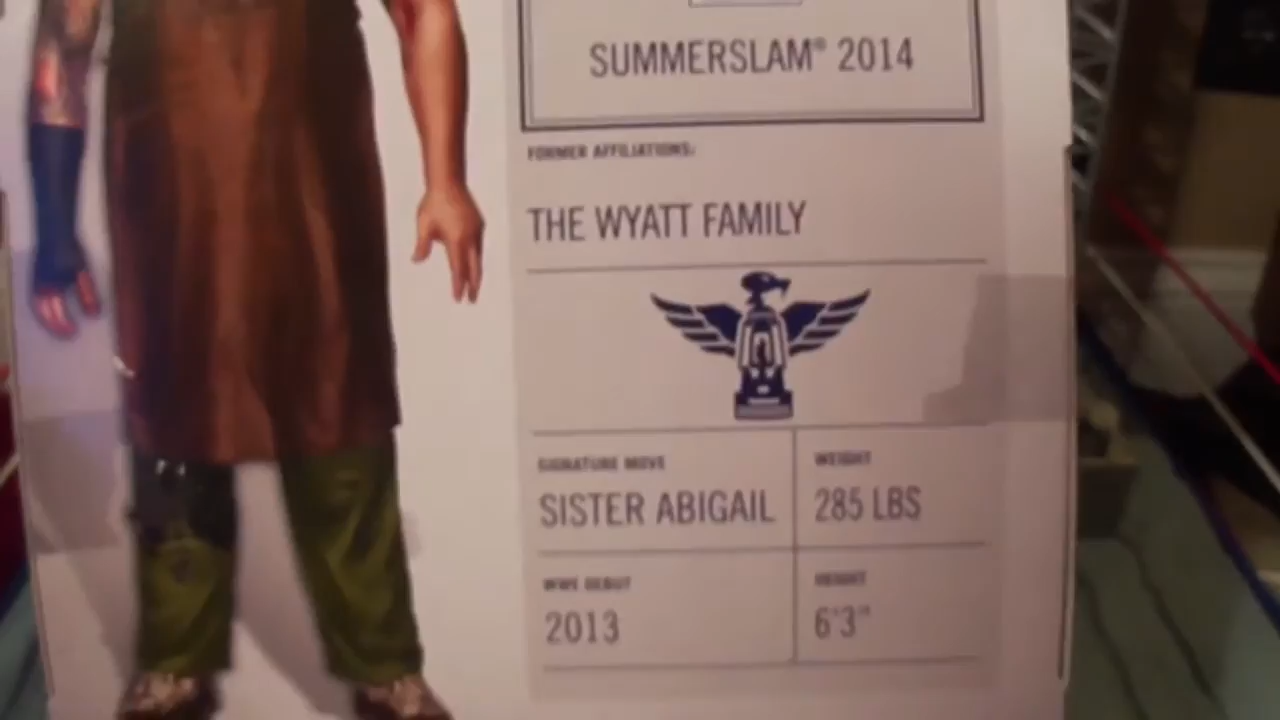 SUMMERSLAM® 2014
FORMER AFFILIATIONS:
THE WYATT FAMILY
SIGNATURE MOVE
SISTER ABIGAIL
WEIGHT
285 LBS
WWE DEBUT
2013
HEIGHT
6'3"